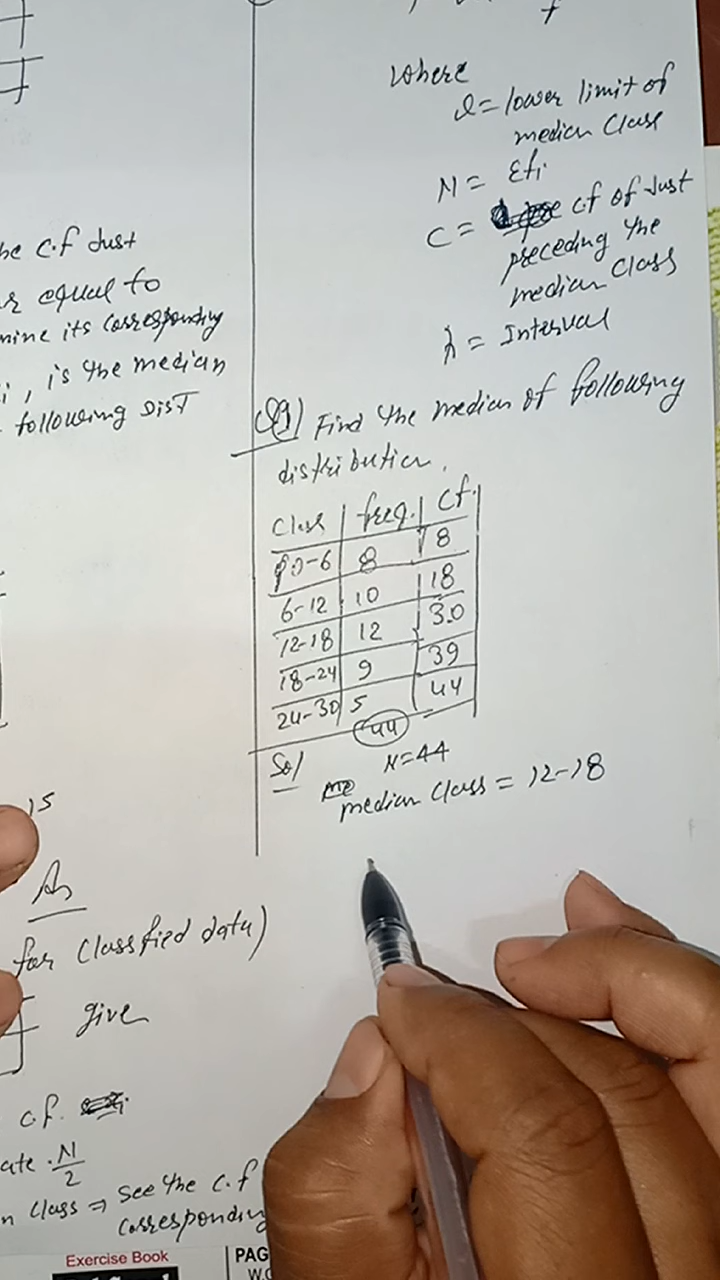 he c.f Just
r equal to
mine its corresponding
i, is the median
following DIST
15
for classfied data)
give
c.f.
ate . N/2
n class ⇒ see the c.f
corresponding
Exercise Book
PAG
W.C
where
l = lower limit of
median class
N = Σfi
C = cf of Just
preceding the
median class
h = Interval
Q1) Find the median of following
distribution.
class | freq. | Cf.
0-6 | 8 | 8
6-12 | 10 | 18
12-18 | 12 | 30
18-24 | 9 | 39
24-30 | 5 | 44
44
Sol N=44
median class = 12-18